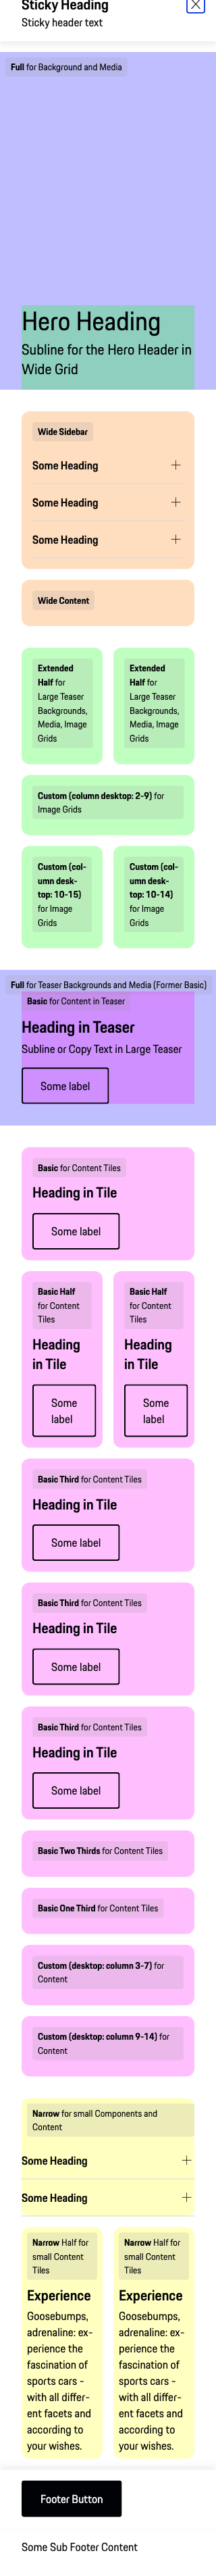 Sticky Heading
Sticky header text
Full for Background and Media
Hero Heading
Subline for the Hero Header in
Wide Grid
Wide Sidebar
Some Heading
Some Heading
Some Heading
Wide Content
Extended
Half for
Large Teaser
Backgrounds,
Media, Image
Grids
Extended
Half for
Large Teaser
Backgrounds,
Media, Image
Grids
Custom (column desktop: 2-9) for
Image Grids
Custom (col-
umn desk-
top: 10-15)
for Image
Grids
Custom (col-
umn desk-
top: 10-14)
for Image
Grids
Full for Teaser Backgrounds and Media (Former Basic)
Basic for Content in Teaser
Heading in Teaser
Subline or Copy Text in Large Teaser
Some label
Basic for Content Tiles
Heading in Tile
Some label
Basic Half
for Content
Tiles
Heading
in Tile
Some
label
Basic Half
for Content
Tiles
Heading
in Tile
Some
label
Basic Third for Content Tiles
Heading in Tile
Some label
Basic Third for Content Tiles
Heading in Tile
Some label
Basic Third for Content Tiles
Heading in Tile
Some label
Basic Two Thirds for Content Tiles
Basic One Third for Content Tiles
Custom (desktop: column 3-7) for
Content
Custom (desktop: column 9-14) for
Content
Narrow for small Components and
Content
Some Heading
Some Heading
Narrow Half for
small Content
Tiles
Experience
Goosebumps,
adrenaline: ex-
perience the
fascination of
sports cars -
with all differ-
ent facets and
according to
your wishes.
Narrow Half for
small Content
Tiles
Experience
Goosebumps,
adrenaline: ex-
perience the
fascination of
sports cars -
with all differ-
ent facets and
according to
your wishes.
Footer Button
Some Sub Footer Content